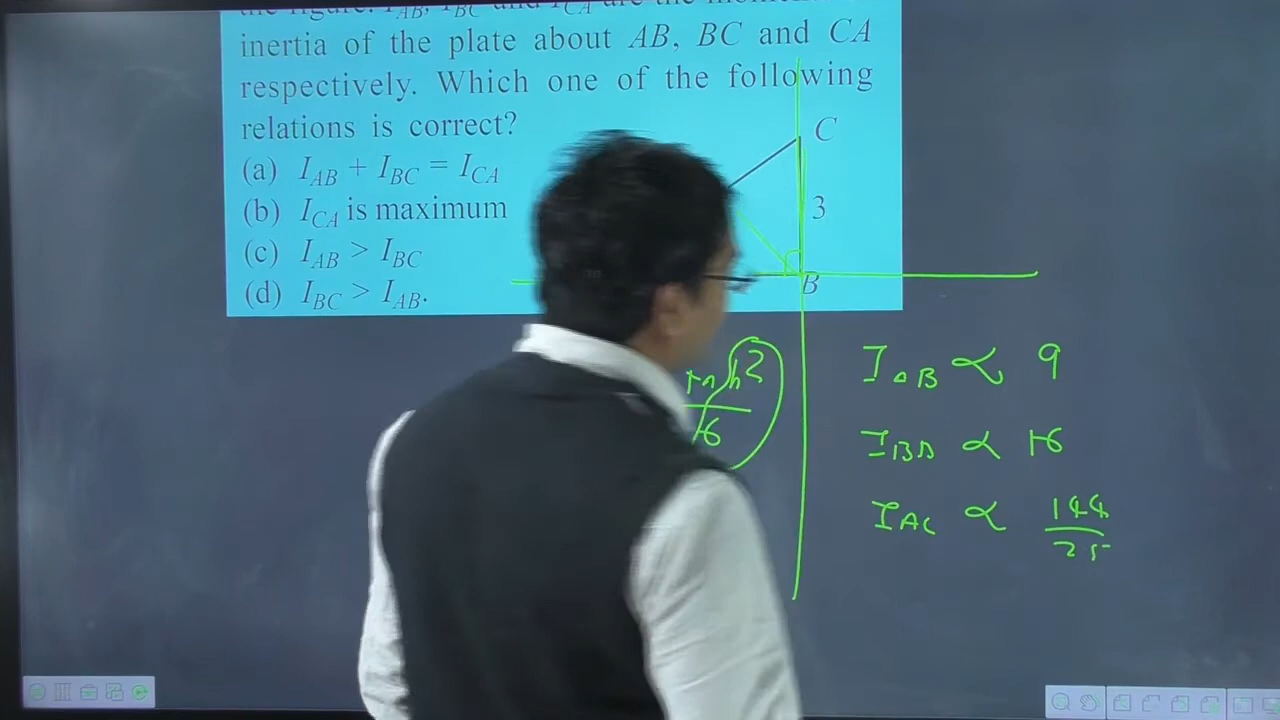 inertia of the plate about AB, BC and CA
respectively. Which one of the following
relations is correct?
(a) I_AB + I_BC = I_CA
(b) I_CA is maximum
(c) I_AB > I_BC
(d) I_BC > I_AB.
C
3
B
mh²
6
I_AB ∝ 9
I_BA ∝ 16
I_AC ∝ 144
25